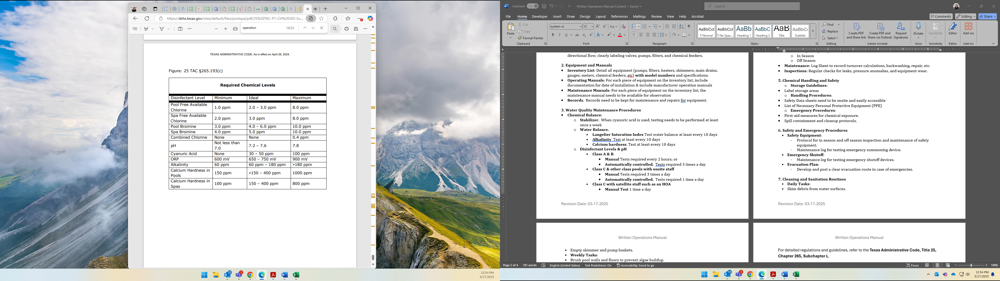 https://dshs.texas.gov/sites/default/files/poolspa/pdf/25%20TAC-P1-CH%20265-Su...
operation
14/23
TEXAS ADMINISTRATIVE CODE: As in effect on April 26, 2024.
Figure: 25 TAC §265.193(c)
Required Chemical Levels
Disinfectant Level Minimum Ideal Maximum
Pool Free Available Chlorine 1.0 ppm 2.0 – 3.0 ppm 8.0 ppm
Spa Free Available Chlorine 2.0 ppm 3.0 ppm 8.0 ppm
Pool Bromine 3.0 ppm 4.0 – 6.0 ppm 10.0 ppm
Spa Bromine 4.0 ppm 5.0 ppm 10.0 ppm
Combined Chlorine None None 0.4 ppm
pH Not less than 7.0 7.2 – 7.6 7.8
Cyanuric Acid None 30 – 50 ppm 100 ppm
ORP 600 mV 650 – 750 mV 900 mV
Alkalinity 60 ppm 60 ppm – 180 ppm >180 ppm
Calcium Hardness in Pools 150 ppm >150 – 400 ppm 1000 ppm
Calcium Hardness in Spas 100 ppm 150 – 400 ppm 800 ppm
12:54 PM
3/17/2025
AutoSave On
Written Operations Manual Content • Saved
Search
File Home Developer Insert Draw Design Layout References Mailings Review View Help Acrobat
Comments Editing Share
Paste
Cut
Copy
Format Painter
Clipboard
system-ui 12
Font
Paragraph
AaBbCcI AaBbCcI AaBb AaBbC AaB AaBbCc
¶ Normal ¶ No Spac... Heading 1 Heading 2 Title Subtitle
Styles
Find
Replace
Select
Editing
Create PDF and Share link
Create PDF and Share via Outlook
Request Signatures
Adobe Acrobat
Dictate
Voice
Sensitivity
Sensitivity
Editor
Editor
Add-ins
Add-ins
directional flow, clearly labeling valves, pumps, filters, and chemical feeders.
2. Equipment and Manuals
• Inventory List: Detail all equipment (pumps, filters, heaters, skimmers, main drains,
gauges, meters, chemical feeders, etc) with model numbers and specifications.
• Operating Manuals: For each piece of equipment on the inventory list, include
documentation for date of installation & include manufacturer operation manuals
• Maintenance Manuals: For each piece of equipment on the inventory list, the
maintenance manual needs to be available for observation
• Records. Records need to be kept for maintenance and repairs for equipment.
3. Water Quality Maintenance Procedures
• Chemical Balance:
o Stabilizer. When cyanuric acid is used, testing needs to be performed at least
once a week
o Water Balance.
• Langelier Saturation Index Test water balance at least every 10 days
• Alkalinity Test at least every 10 days
• Calcium hardness. Test at least every 10 days
o Disinfectant Levels & pH
• Class A & B.
• Manual Tests required every 2 hours; or
• Automatically controlled. Tests required 3 times a day
• Class C & other class pools with onsite staff
• Manual Tests required 3 times a day
• Automatically controlled. Tests required 1 time a day
• Class C with satellite staff such as an HOA
• Manual Test 1 time a day
Revision Date: 03-17-2025
o In Season
o Off Season
• Maintenance: Log Sheet to record turnover calculations, backwashing, repair, etc.
• Inspections: Regular checks for leaks, pressure anomalies, and equipment wear.
5. Chemical Handling and Safety
o Storage Guidelines:
• Label storage areas
o Handling Procedures:
• Safety Data sheets need to be onsite and easily accessible
• List of Necessary Personal Protective Equipment (PPE)
o Emergency Procedures:
• First-aid measures for chemical exposure.
• Spill containment and cleanup protocols.
6. Safety and Emergency Procedures
• Safety Equipment:
- Protocol for in season and off season inspection and maintenance of safety
equipment.
- Maintenance log for testing emergency summoning device.
• Emergency Shutoff:
- Maintenance log for testing emergency shutoff devices.
• Evacuation Plan:
- Develop and post a clear evacuation route in case of emergencies.
7. Cleaning and Sanitation Routines
• Daily Tasks:
• Skim debris from water surfaces.
Revision Date: 03-17-2025
Written Operations Manual
• Empty skimmer and pump baskets.
• Weekly Tasks:
• Brush pool walls and floors to prevent algae buildup.
Written Operations Manual
For detailed regulations and guidelines, refer to the Texas Administrative Code, Title 25,
Chapter 265, Subchapter L.
Page 2 of 4 781 words English (United States) Text Predictions: On Accessibility: Good to go
Focus
100%
12:54 PM
3/17/2025